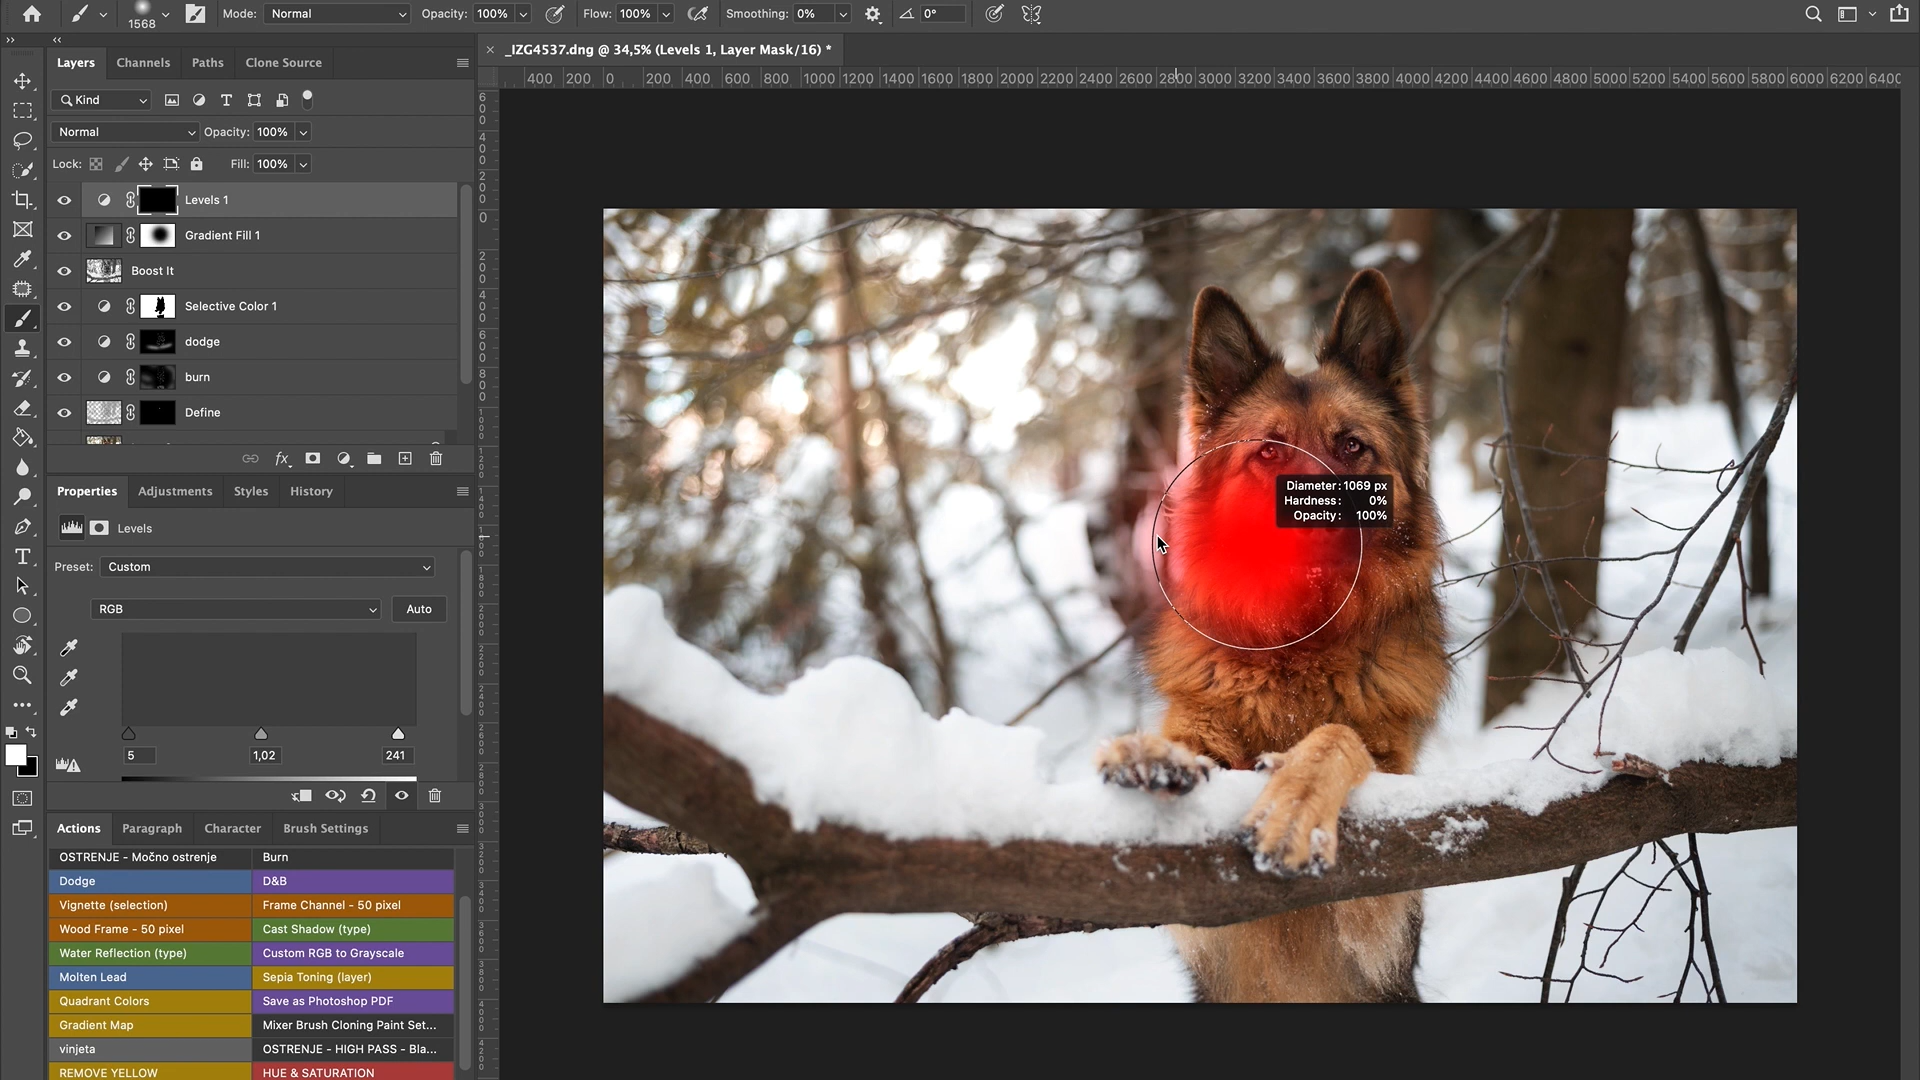 1568
Mode: Normal
Opacity: 100%
Flow: 100%
Smoothing: 0%
0°
Layers Channels Paths Clone Source
× _IZG4537.dng @ 34,5% (Levels 1, Layer Mask/16) *
400 200 0 200 400 600 800 1000 1200 1400 1600 1800 2000 2200 2400 2600 2800 3000 3200 3400 3600 3800 4000 4200 4400 4600 4800 5000 5200 5400 5600 5800 6000 6200 6400
Kind
Normal Opacity: 100%
Lock: Fill: 100%
Levels 1
Gradient Fill 1
Boost It
Selective Color 1
dodge
burn
Define
fx
Properties Adjustments Styles History
Levels
Preset: Custom
RGB Auto
5 1,02 241
Diameter: 1069 px
Hardness: 0%
Opacity: 100%
Actions Paragraph Character Brush Settings
OSTRENJE - Močno ostrenje Burn
Dodge D&B
Vignette (selection) Frame Channel - 50 pixel
Wood Frame - 50 pixel Cast Shadow (type)
Water Reflection (type) Custom RGB to Grayscale
Molten Lead Sepia Toning (layer)
Quadrant Colors Save as Photoshop PDF
Gradient Map Mixer Brush Cloning Paint Set...
vinjeta OSTRENJE - HIGH PASS - Bla...
REMOVE YELLOW HUE & SATURATION